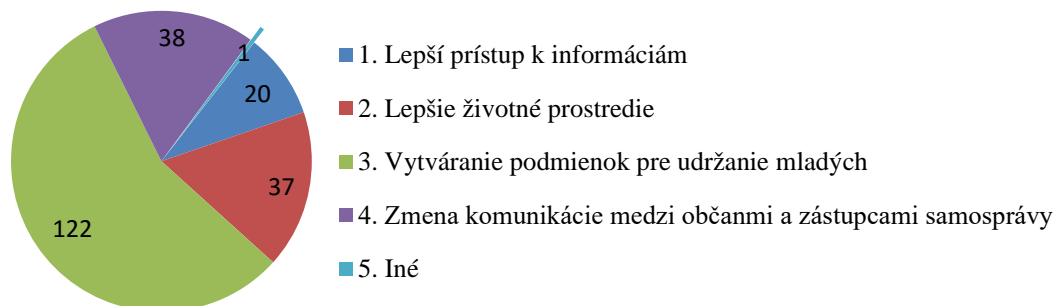 38
1
20
37
122
1. Lepší prístup k informáciám
2. Lepšie životné prostredie
3. Vytváranie podmienok pre udržanie mladých
4. Zmena komunikácie medzi občanmi a zástupcami samosprávy
5. Iné